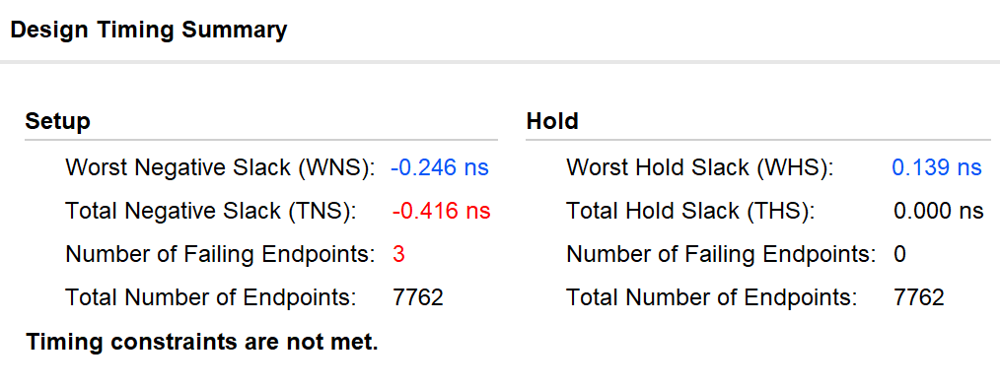 Design Timing Summary
Setup
Worst Negative Slack (WNS): -0.246 ns
Total Negative Slack (TNS): -0.416 ns
Number of Failing Endpoints: 3
Total Number of Endpoints: 7762
Hold
Worst Hold Slack (WHS): 0.139 ns
Total Hold Slack (THS): 0.000 ns
Number of Failing Endpoints: 0
Total Number of Endpoints: 7762
Timing constraints are not met.